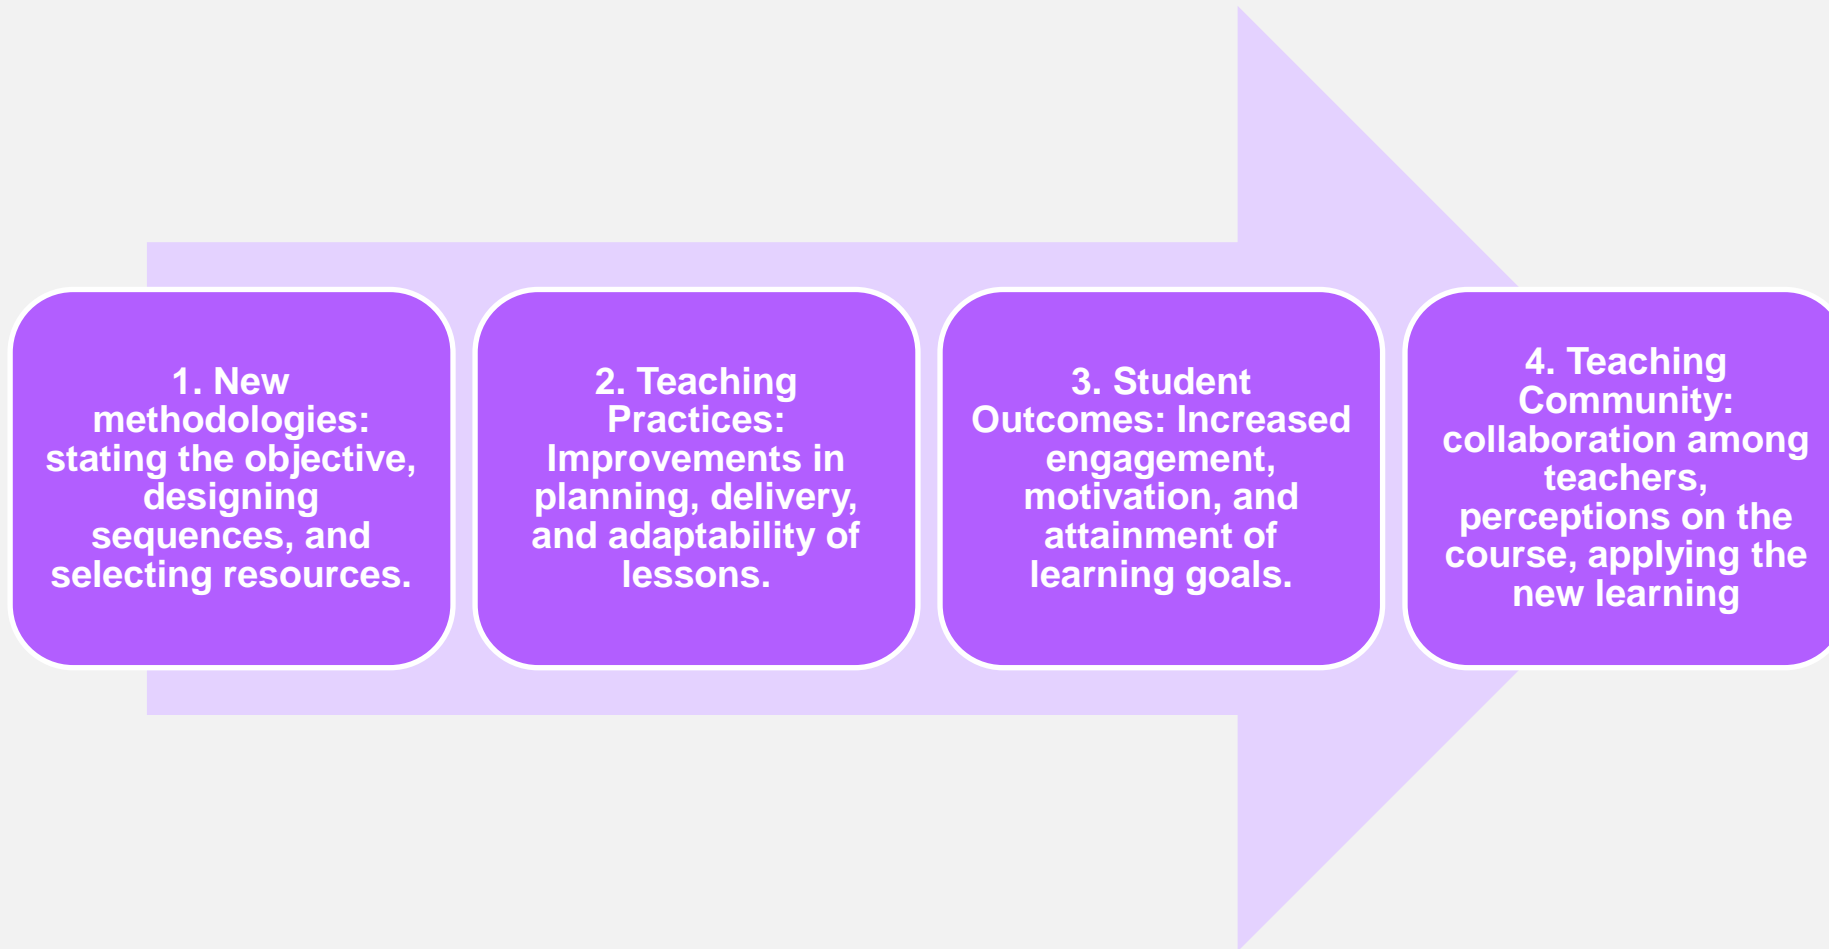 1. New
methodologies:
stating the objective,
designing
sequences, and
selecting resources.
2. Teaching
Practices:
Improvements in
planning, delivery,
and adaptability of
lessons.
3. Student
Outcomes: Increased
engagement,
motivation, and
attainment of
learning goals.
4. Teaching
Community:
collaboration among
teachers,
perceptions on the
course, applying the
new learning